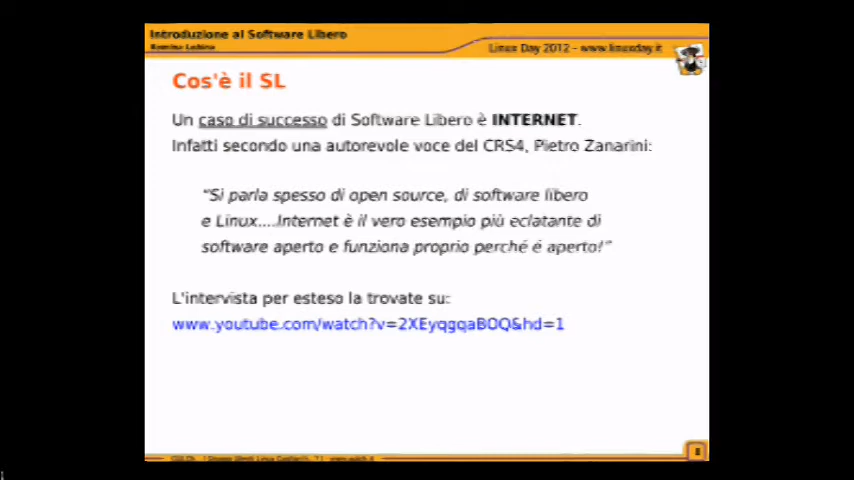 Introduzione al Software Libero
Linux Day 2012 - www.linuxday.it
Cos'è il SL
Un caso di successo di Software Libero è INTERNET.
Infatti secondo una autorevole voce del CRS4, Pietro Zanarini:
"Si parla spesso di open source, di software libero
e Linux....Internet è il vero esempio più eclatante di
software aperto e funziona proprio perché é aperto!"
L'intervista per esteso la trovate su:
www.youtube.com/watch?v=2XEyqgqaBOQ&hd=1
8